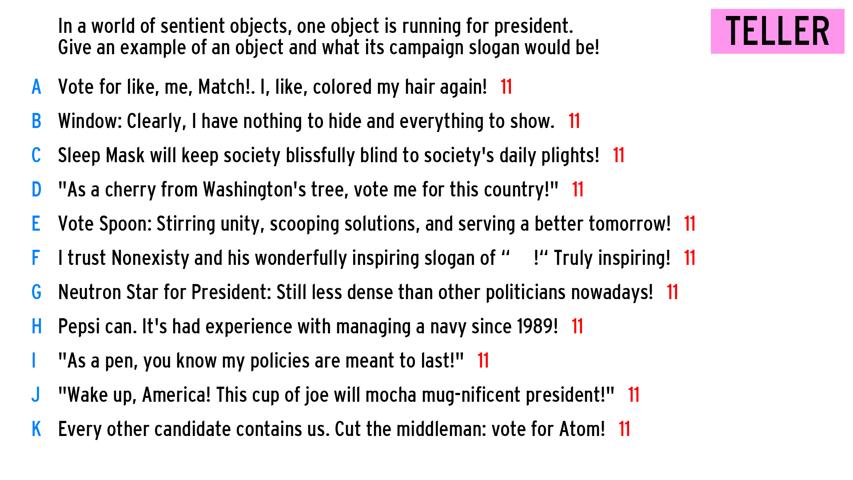 In a world of sentient objects, one object is running for president.
Give an example of an object and what its campaign slogan would be!
TELLER
A Vote for like, me, Match!. I, like, colored my hair again! 11
B Window: Clearly, I have nothing to hide and everything to show. 11
C Sleep Mask will keep society blissfully blind to society's daily plights! 11
D "As a cherry from Washington's tree, vote me for this country!" 11
E Vote Spoon: Stirring unity, scooping solutions, and serving a better tomorrow! 11
F I trust Nonexisty and his wonderfully inspiring slogan of “ !“ Truly inspiring! 11
G Neutron Star for President: Still less dense than other politicians nowadays! 11
H Pepsi can. It's had experience with managing a navy since 1989! 11
I "As a pen, you know my policies are meant to last!" 11
J "Wake up, America! This cup of joe will mocha mug-nificent president!" 11
K Every other candidate contains us. Cut the middleman: vote for Atom! 11